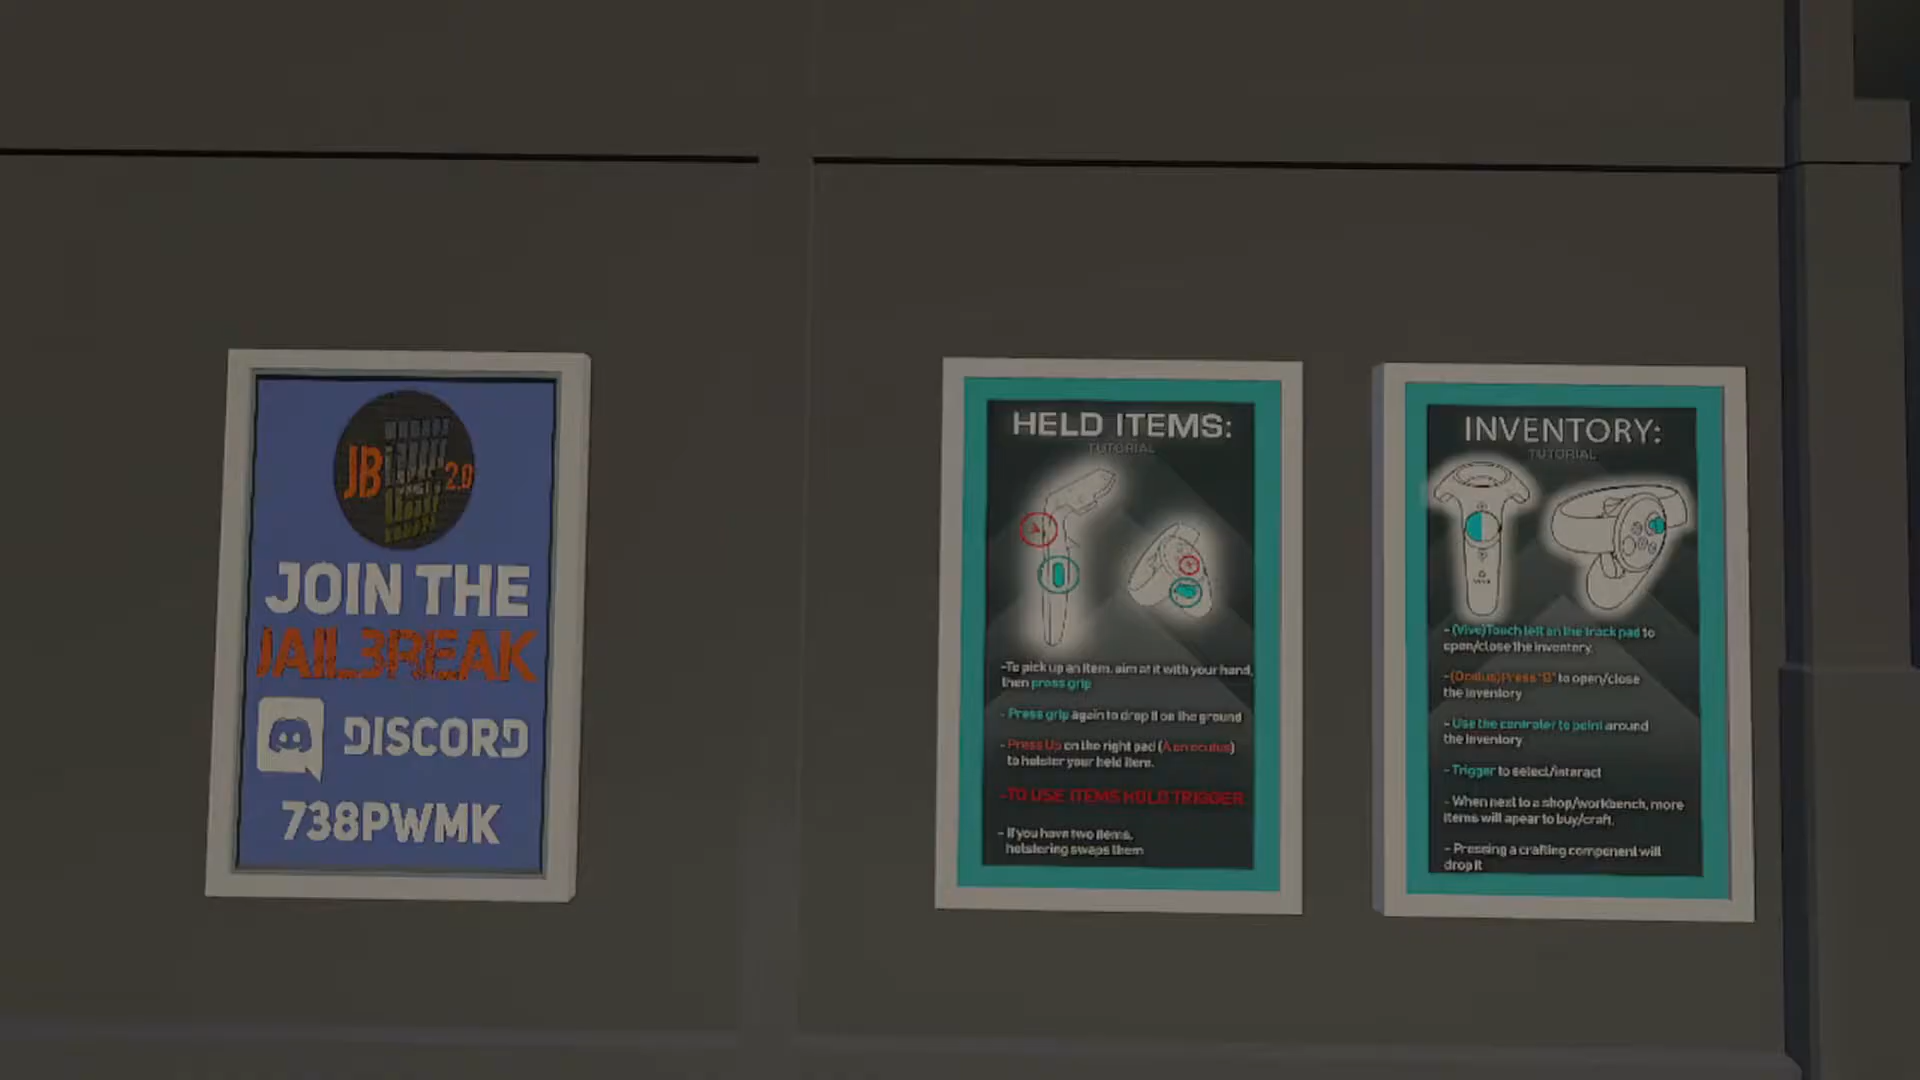 JB 2.0
JOIN THE
JAILBREAK
DISCORD
738PWMK
HELD ITEMS:
TUTORIAL
-To pick up an item, aim at it with your hand,
then press grip
- Press grip again to drop it on the ground
- Press Up on the right pad (A on oculus)
to holster your held item.
-TO USE ITEMS HOLD TRIGGER
- If you have two items,
holstering swaps them
INVENTORY:
TUTORIAL
- (Vive)Touch left on the track pad to
open/close the inventory.
-(Oculus)Press "B" to open/close
the inventory
- Use the controler to point around
the inventory
- Trigger to select/interact
- When next to a shop/workbench, more
items will apear to buy/craft.
- Pressing a crafting component will
drop it